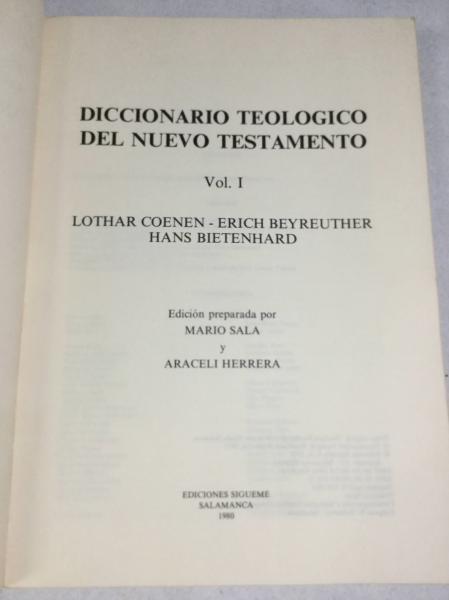 DICCIONARIO TEOLOGICO
DEL NUEVO TESTAMENTO
Vol. I
LOTHAR COENEN - ERICH BEYREUTHER
HANS BIETENHARD
Edición preparada por
MARIO SALA
y
ARACELI HERRERA
EDICIONES SIGUEME
SALAMANCA
1980